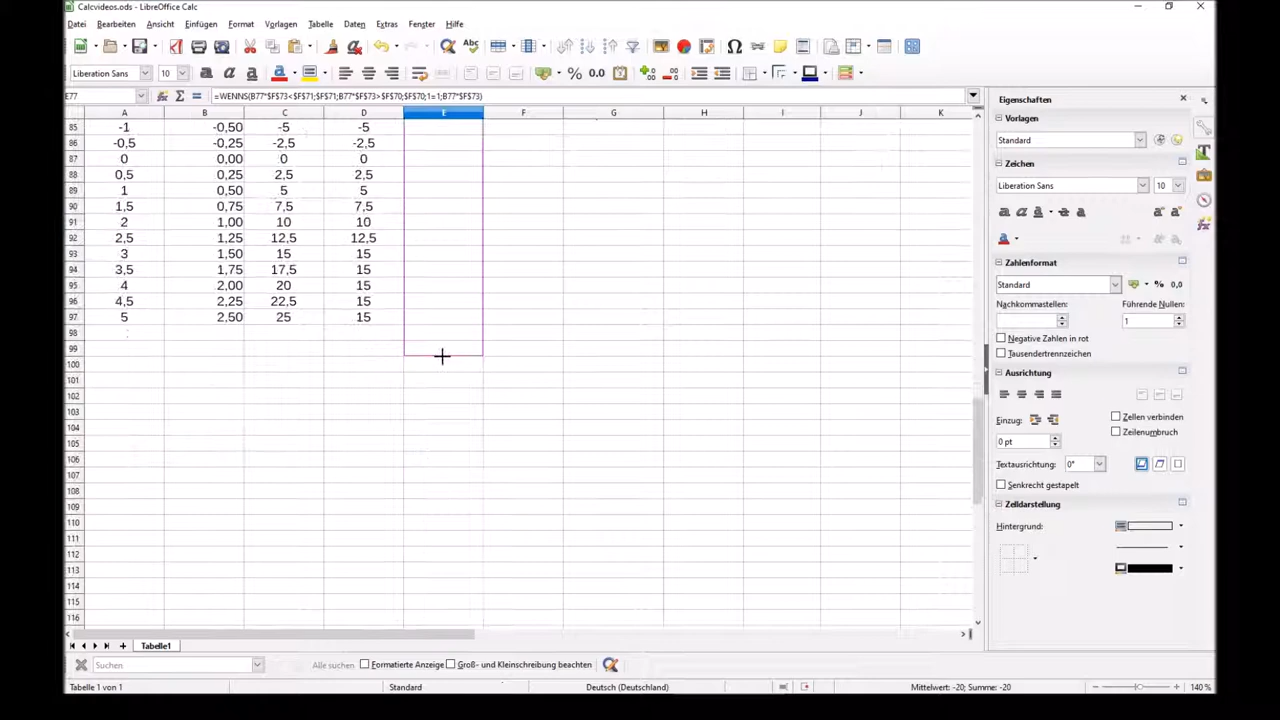 Calcvideos.ods - LibreOffice Calc
Datei Bearbeiten Ansicht Einfügen Format Vorlagen Tabelle Daten Extras Fenster Hilfe
Liberation Sans 10
E77 =WENNS(B77*$F$73<$F$71;$F$71;B77*$F$73>$F$70;$F$70;1=1;B77*$F$73)
A B C D E F G H I J K
85 -1 -0,50 -5 -5
86 -0,5 -0,25 -2,5 -2,5
87 0 0,00 0 0
88 0,5 0,25 2,5 2,5
89 1 0,50 5 5
90 1,5 0,75 7,5 7,5
91 2 1,00 10 10
92 2,5 1,25 12,5 12,5
93 3 1,50 15 15
94 3,5 1,75 17,5 15
95 4 2,00 20 15
96 4,5 2,25 22,5 15
97 5 2,50 25 15
98
99
100
101
102
103
104
105
106
107
108
109
110
111
112
113
114
115
116
Eigenschaften
Vorlagen
Standard
Zeichen
Liberation Sans 10
Zahlenformat
Standard % 0,0
Nachkommastellen: Führende Nullen:
1
Negative Zahlen in rot
Tausendertrennzeichen
Ausrichtung
Einzug: Zellen verbinden
0 pt Zeilenumbruch
Textausrichtung: 0°
Senkrecht gestapelt
Zelldarstellung
Hintergrund:
Tabelle1
Suchen Alle suchen Formatierte Anzeige Groß- und Kleinschreibung beachten
Tabelle 1 von 1 Standard Deutsch (Deutschland) Mittelwert: -20; Summe: -20 140 %